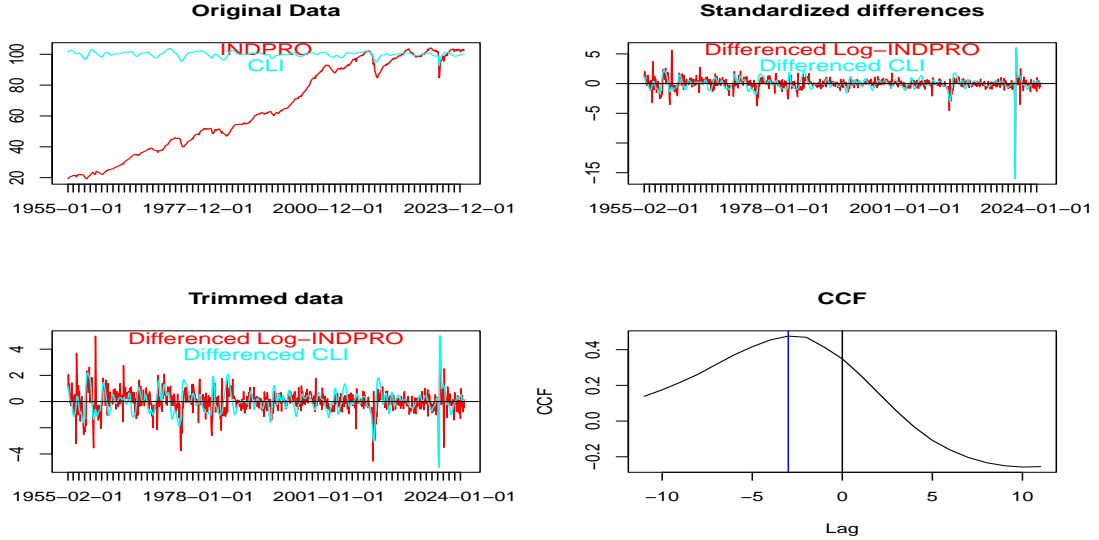 Original Data
INDPRO
CLI
20 40 60 80 100
1955−01−01 1977−12−01 2000−12−01 2023−12−01
Standardized differences
Differenced Log−INDPRO
Differenced CLI
−15 −5 0 5
1955−02−01 1978−01−01 2001−01−01 2024−01−01
Trimmed data
Differenced Log−INDPRO
Differenced CLI
−4 0 2 4
1955−02−01 1978−01−01 2001−01−01 2024−01−01
CCF
CCF
−0.2 0.0 0.2 0.4
−10 −5 0 5 10
Lag